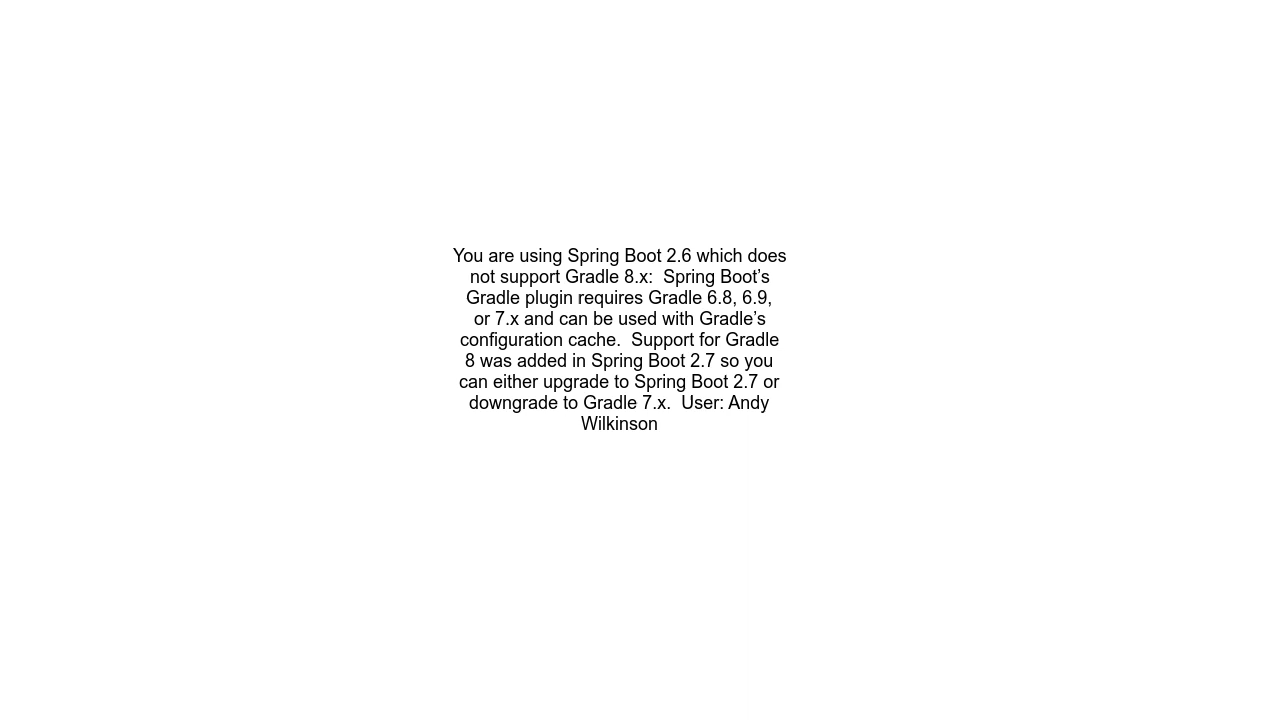 You are using Spring Boot 2.6 which does
not support Gradle 8.x:  Spring Boot’s
Gradle plugin requires Gradle 6.8, 6.9,
or 7.x and can be used with Gradle’s
configuration cache.  Support for Gradle
8 was added in Spring Boot 2.7 so you
can either upgrade to Spring Boot 2.7 or
downgrade to Gradle 7.x.  User: Andy
Wilkinson